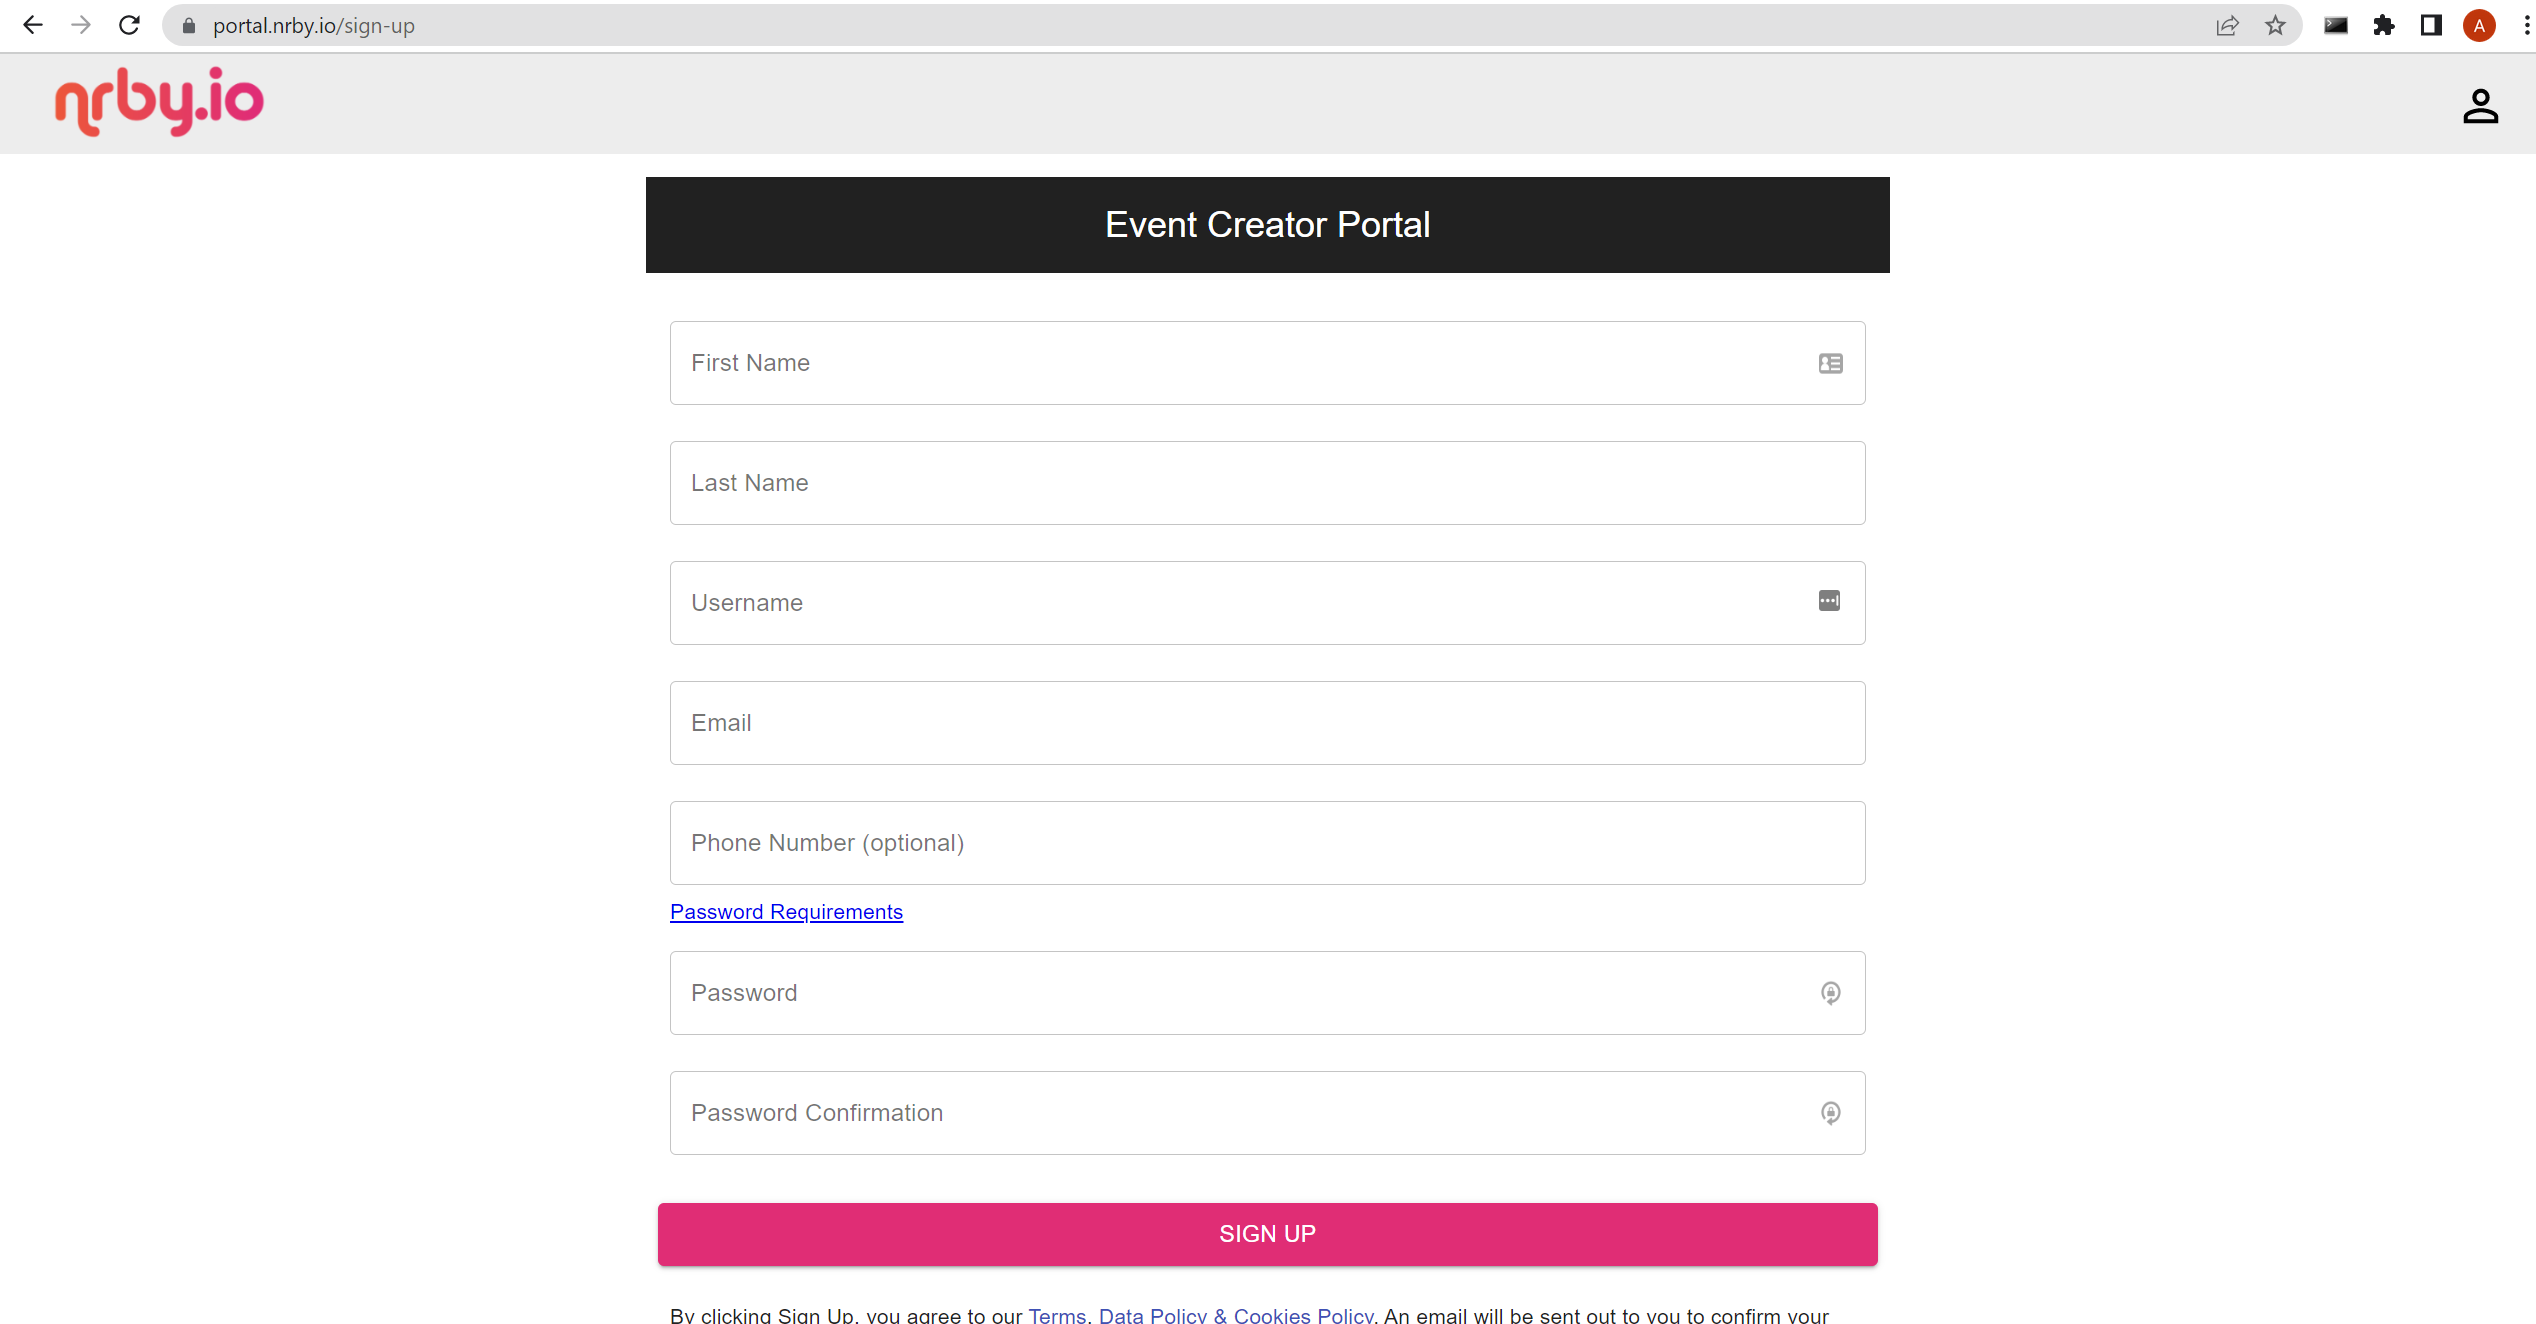 portal.nrby.io/sign-up
A
nrby.io
Event Creator Portal
First Name
Last Name
Username
Email
Phone Number (optional)
Password Requirements
Password
Password Confirmation
SIGN UP
By clicking Sign Up, you agree to our Terms, Data Policy & Cookies Policy. An email will be sent out to you to confirm your